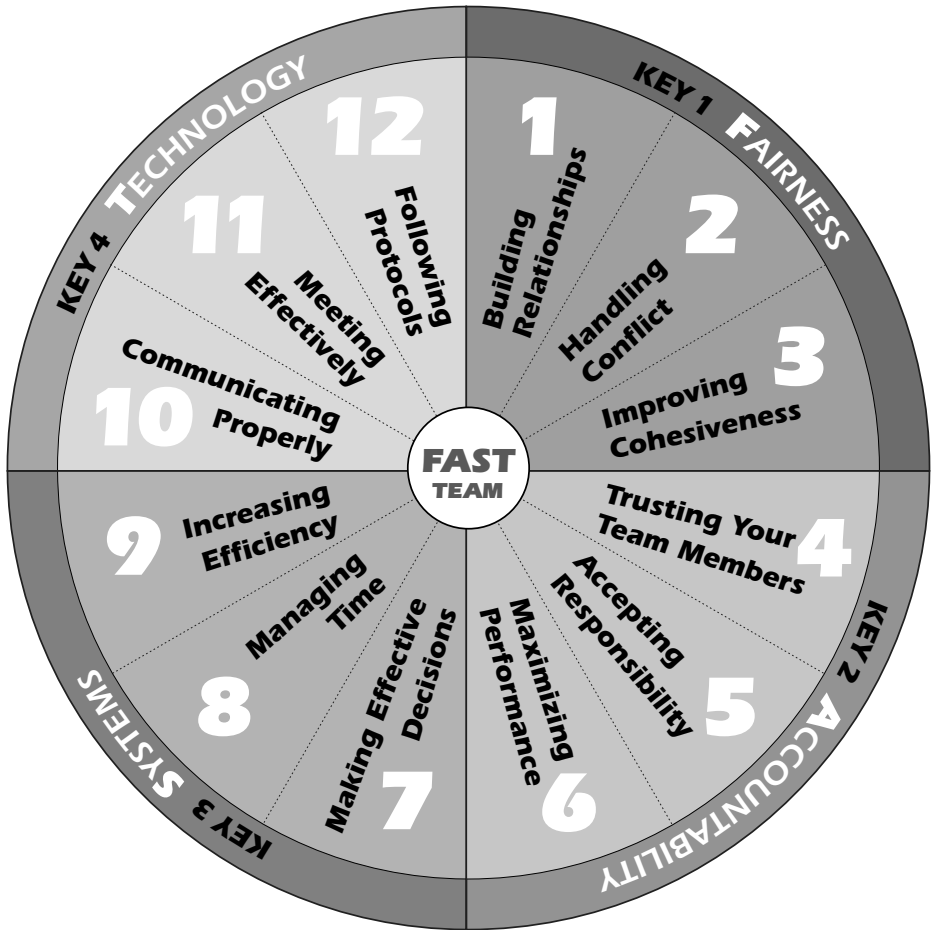 FAST
TEAM
KEY 1 FAIRNESS
1
Building
Relationships
2
Handling
Conflict
3
Improving
Cohesiveness
KEY 2 ACCOUNTABILITY
4
Trusting Your
Team Members
5
Accepting
Responsibility
6
Maximizing
Performance
KEY 3 SYSTEMS
7
Making Effective
Decisions
8
Managing
Time
9
Increasing
Efficiency
KEY 4 TECHNOLOGY
10
Communicating
Properly
11
Meeting
Effectively
12
Following
Protocols